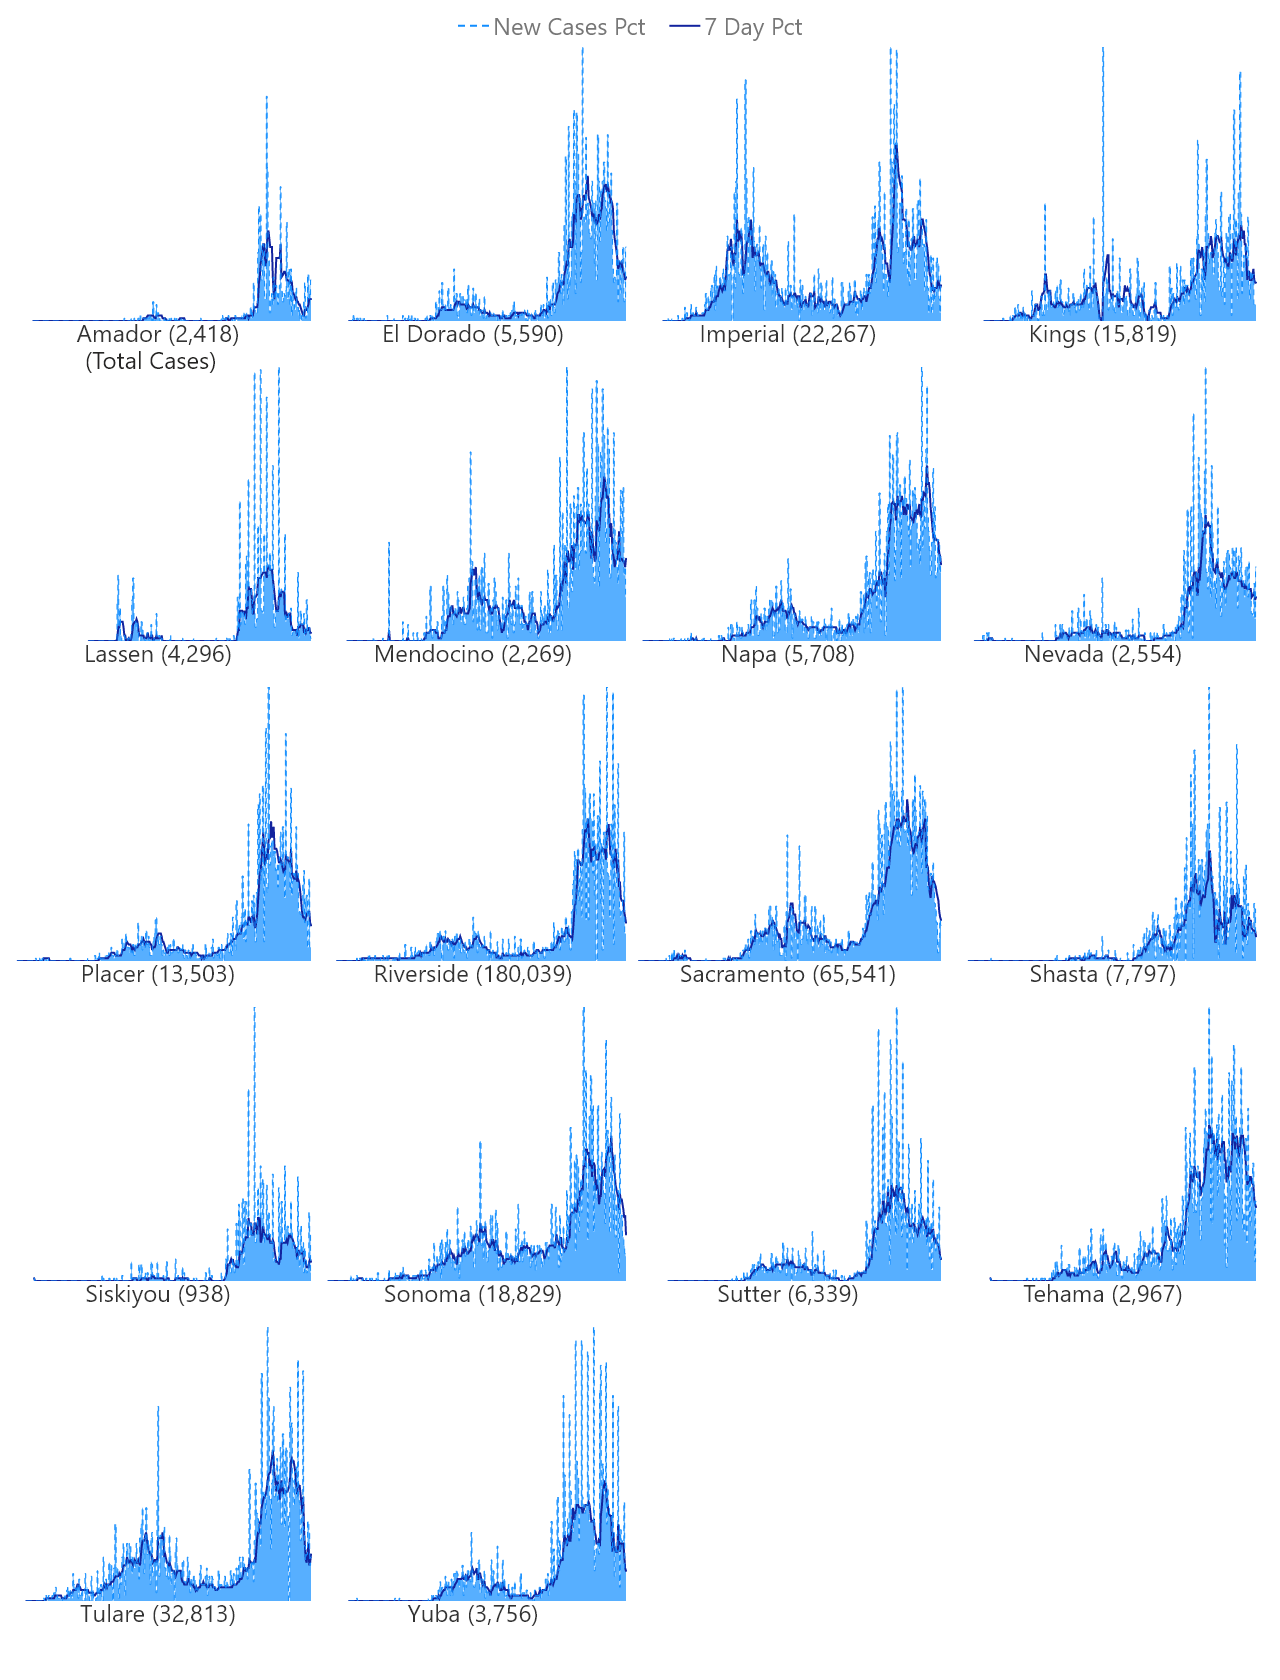 New Cases Pct 7 Day Pct
Amador (2,418) El Dorado (5,590) Imperial (22,267) Kings (15,819)
(Total Cases)
Lassen (4,296) Mendocino (2,269) Napa (5,708) Nevada (2,554)
Placer (13,503) Riverside (180,039) Sacramento (65,541) Shasta (7,797)
Siskiyou (938) Sonoma (18,829) Sutter (6,339) Tehama (2,967)
Tulare (32,813) Yuba (3,756)